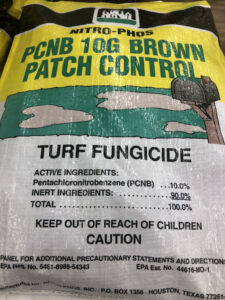 NITRO-PHOS
PCNB 10G BROWN
PATCH CONTROL
TURF FUNGICIDE
ACTIVE INGREDIENTS:
Pentachloronitrobenzene (PCNB) ...10.0%
INERT INGREDIENTS: 90.0%
TOTAL 100.0%
KEEP OUT OF REACH OF CHILDREN
CAUTION
PANEL FOR ADDITIONAL PRECAUTIONARY STATEMENTS AND DIRECTIONS
EPA No. 5481-8988-54343 EPA Est. No. 44616-MO-1
INC. P.O. BOX 1356 - HOUSTON, TEXAS 77251